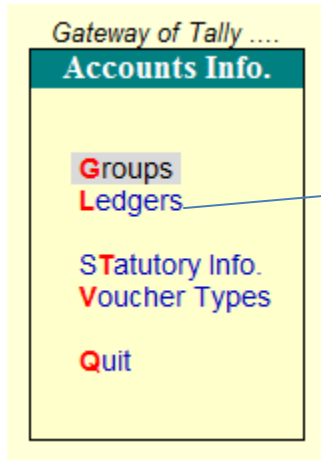 Gateway of Tally ....
Accounts Info.
Groups
Ledgers
STatutory Info.
Voucher Types
Quit